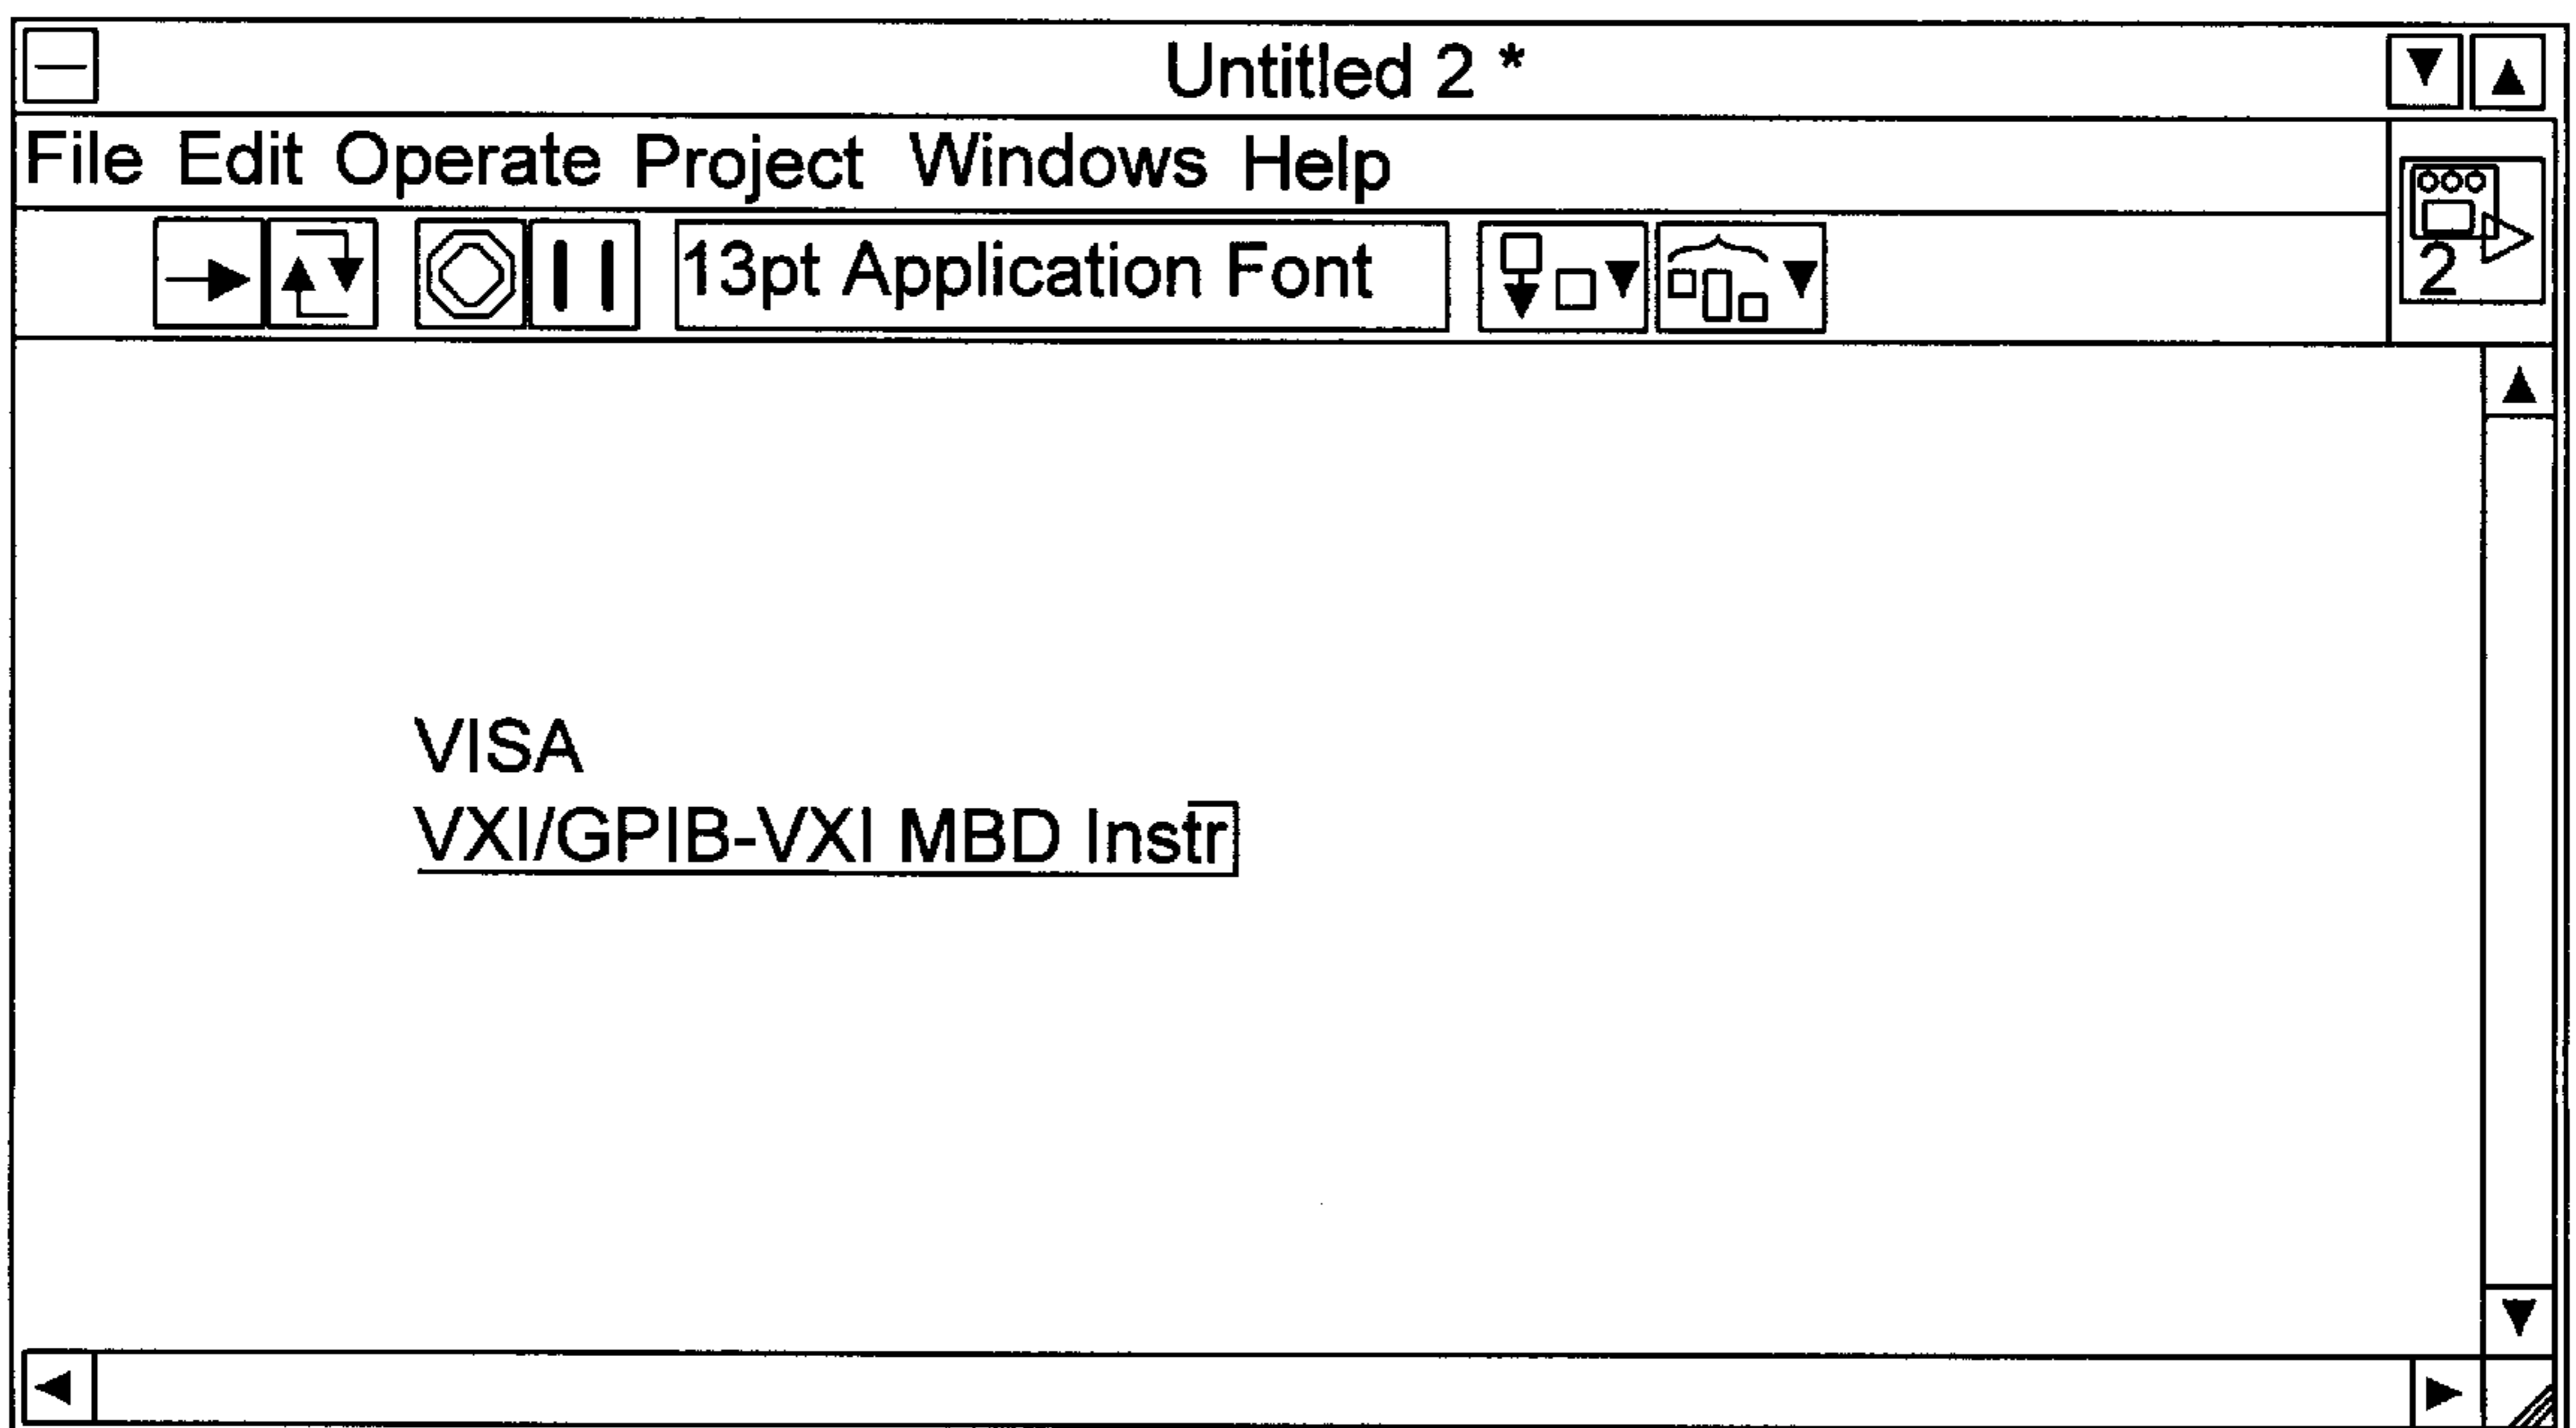 Untitled 2 *
File Edit Operate Project Windows Help
13pt Application Font
2
VISA
VXI/GPIB-VXI MBD Instr